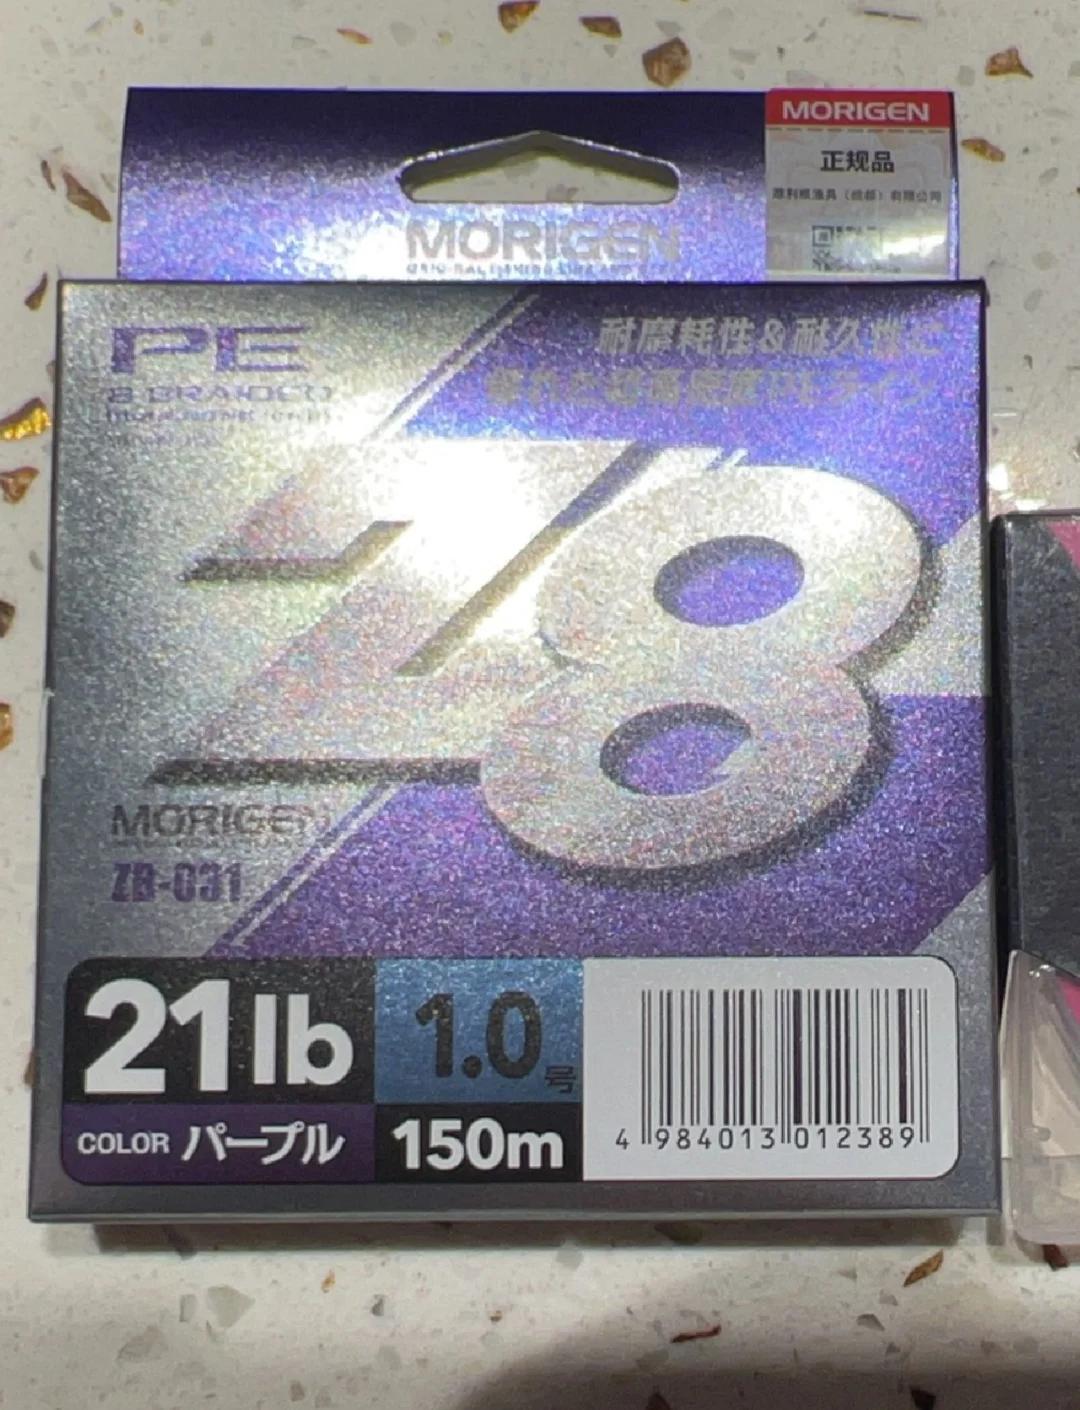 MORIGEN
正规品
MORIGEN
PE
8 BRAIDED
耐摩耗性&耐久性に
Z8
MORIGEN
ZB-031
21lb
1.0号
COLOR パープル
150m
4 984013 012389